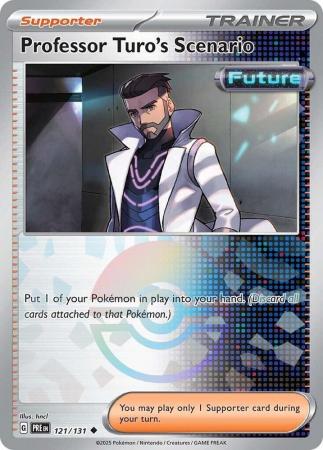 Supporter TRAINER
Professor Turo's Scenario
Future
Put 1 of your Pokémon in play into your hand. (Discard all
cards attached to that Pokémon.)
Illus. hncl
G PRE EN 121/131
You may play only 1 Supporter card during
your turn.
©2025 Pokémon / Nintendo / Creatures / GAME FREAK